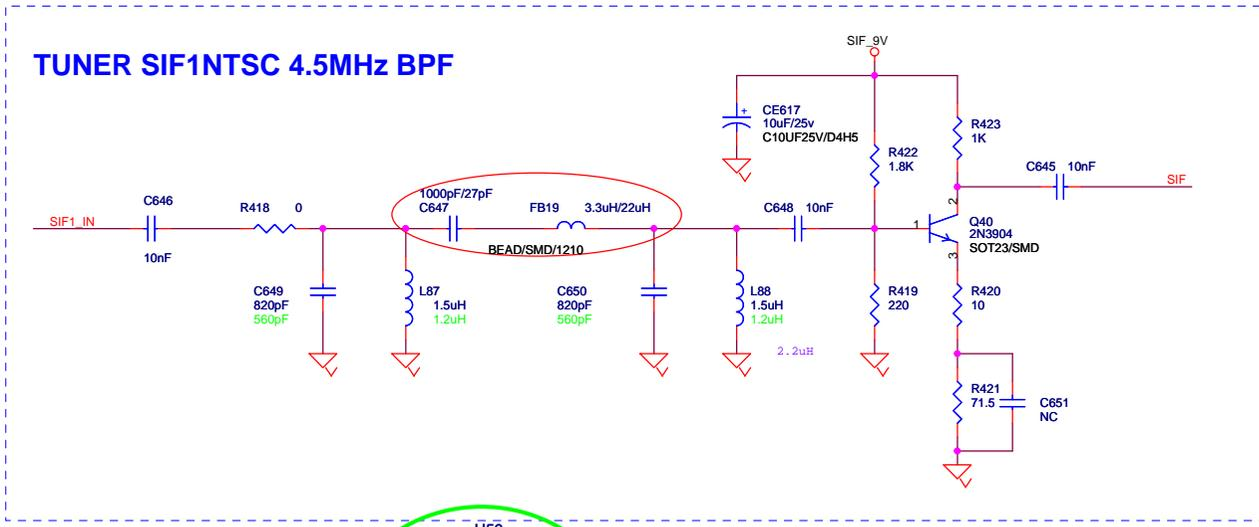 TUNER SIF1NTSC 4.5MHz BPF
SIF_9V
CE617
10uF/25v
C10UF25V/D4H5
R423
1K
R422
1.8K
C645 10nF
SIF
SIF1_IN
C646
10nF
R418 0
1000pF/27pF
C647
FB19 3.3uH/22uH
BEAD/SMD/1210
C648 10nF
1
2
3
Q40
2N3904
SOT23/SMD
C649
820pF
560pF
L87
1.5uH
1.2uH
C650
820pF
560pF
L88
1.5uH
1.2uH
2.2uH
R419
220
R420
10
R421
71.5
C651
NC